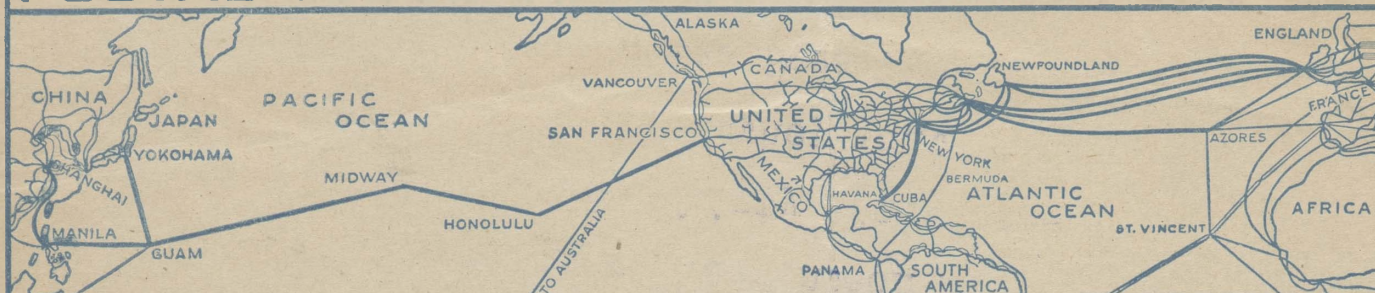 ALASKA
ENGLAND
CANADA
NEWFOUNDLAND
VANCOUVER
CHINA
PACIFIC
OCEAN
FRANCE
JAPAN
UNITED
STATES
SAN FRANCISCO
AZORES
YOKOHAMA
NEW YORK
SHANGHAI
MIDWAY
MEXICO
BERMUDA
HAVANA
CUBA
ATLANTIC
OCEAN
AFRICA
HONOLULU
MANILA
ST. VINCENT
GUAM
TO AUSTRALIA
PANAMA
SOUTH
AMERICA